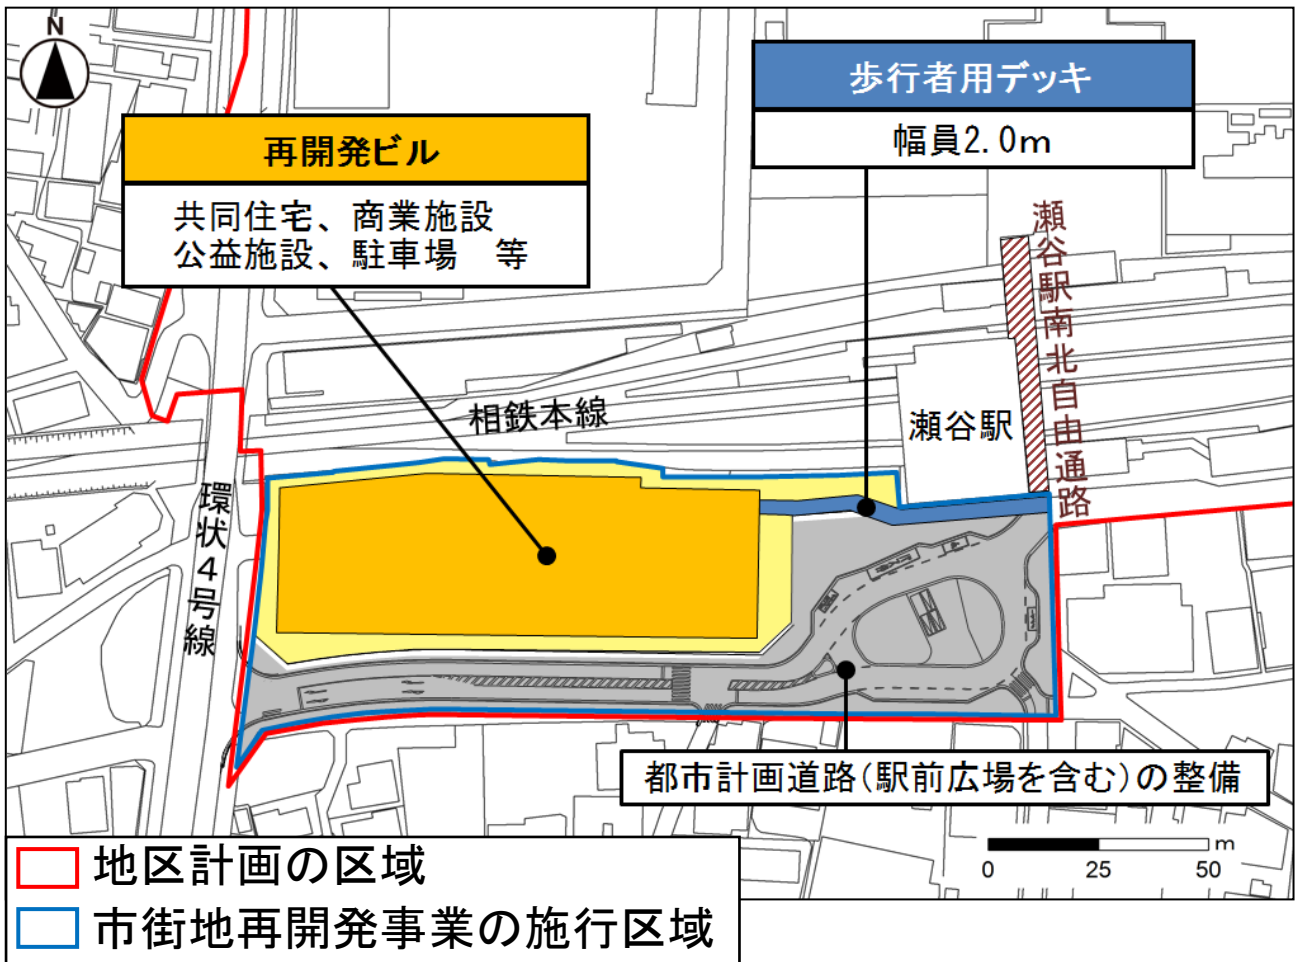 N
歩行者用デッキ
幅員2.0m
再開発ビル
共同住宅、商業施設
公益施設、駐車場　等
瀬谷駅南北自由通路
相鉄本線
瀬谷駅
環状4号線
都市計画道路(駅前広場を含む)の整備
m
0 25 50
地区計画の区域
市街地再開発事業の施行区域